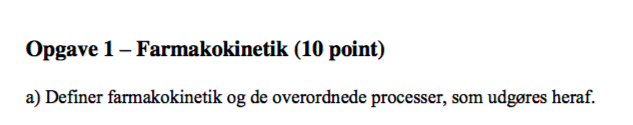 Opgave 1 – Farmakokinetik (10 point)
a) Definer farmakokinetik og de overordnede processer, som udgøres heraf.